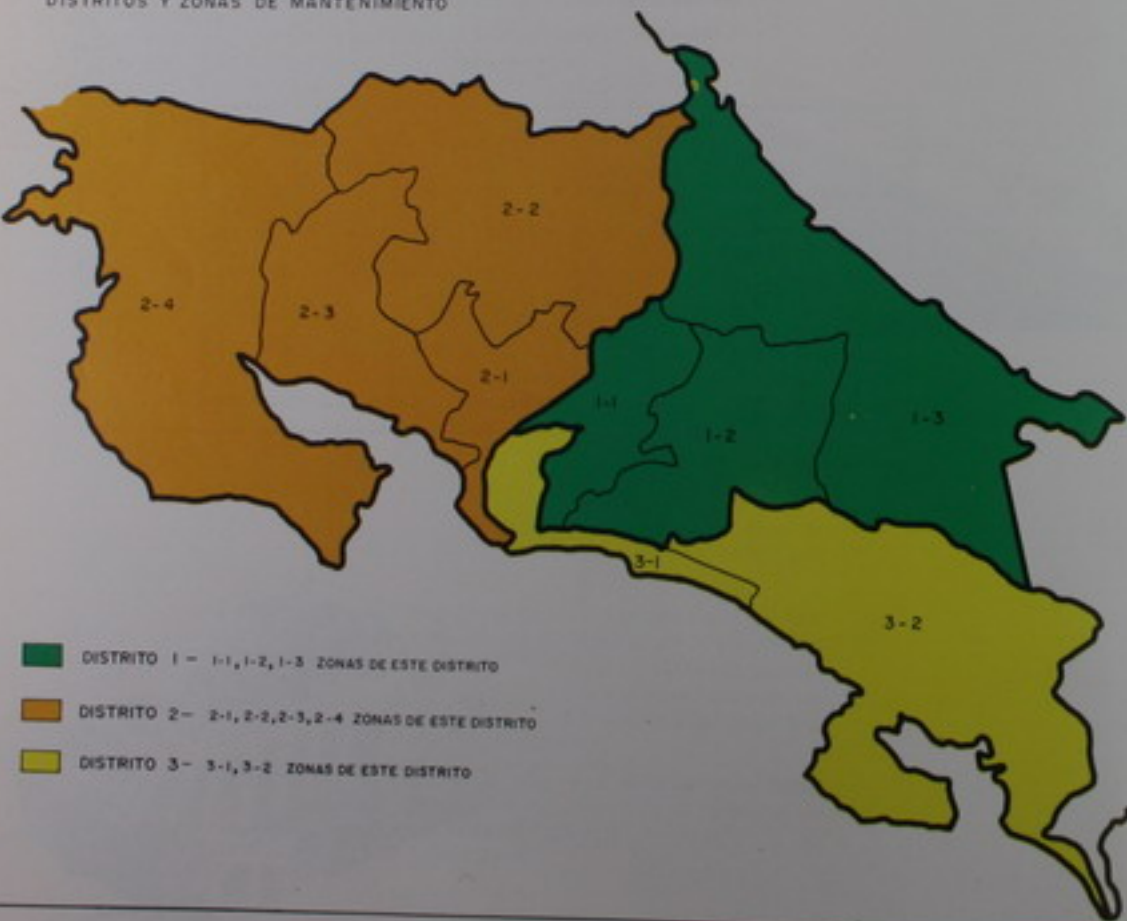 DISTRITOS Y ZONAS DE MANTENIMIENTO
2-2
2-4
2-3
2-1
1-1
1-2
1-3
3-1
3-2
DISTRITO 1 - 1-1, 1-2, 1-3 ZONAS DE ESTE DISTRITO
DISTRITO 2- 2-1, 2-2, 2-3, 2-4 ZONAS DE ESTE DISTRITO
DISTRITO 3- 3-1, 3-2 ZONAS DE ESTE DISTRITO